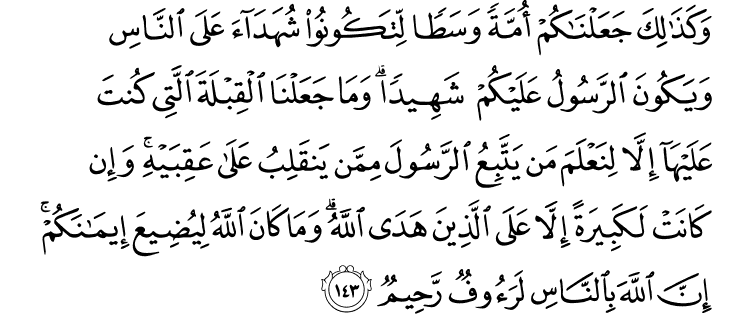 وَكَذَٰلِكَ جَعَلْنَٰكُمْ أُمَّةً وَسَطًا لِّتَكُونُوا۟ شُهَدَآءَ عَلَى ٱلنَّاسِ
وَيَكُونَ ٱلرَّسُولُ عَلَيْكُمْ شَهِيدًا ۗ وَمَا جَعَلْنَا ٱلْقِبْلَةَ ٱلَّتِى كُنتَ
عَلَيْهَآ إِلَّا لِنَعْلَمَ مَن يَتَّبِعُ ٱلرَّسُولَ مِمَّن يَنقَلِبُ عَلَىٰ عَقِبَيْهِ ۚ وَإِن
كَانَتْ لَكَبِيرَةً إِلَّا عَلَى ٱلَّذِينَ هَدَى ٱللَّهُ ۗ وَمَا كَانَ ٱللَّهُ لِيُضِيعَ إِيمَٰنَكُمْ ۚ
إِنَّ ٱللَّهَ بِٱلنَّاسِ لَرَءُوفٌ رَّحِيمٌ ١٤٣